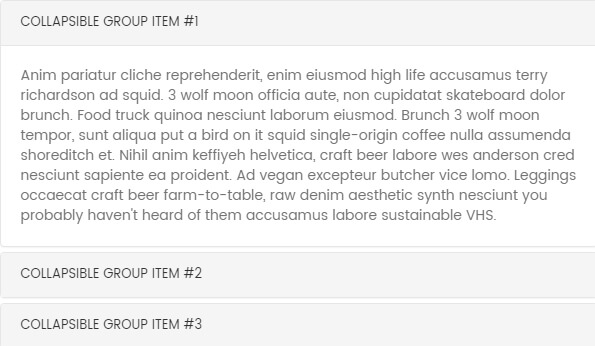 COLLAPSIBLE GROUP ITEM #1
Anim pariatur cliche reprehenderit, enim eiusmod high life accusamus terry
richardson ad squid. 3 wolf moon officia aute, non cupidatat skateboard dolor
brunch. Food truck quinoa nesciunt laborum eiusmod. Brunch 3 wolf moon
tempor, sunt aliqua put a bird on it squid single-origin coffee nulla assumenda
shoreditch et. Nihil anim keffiyeh helvetica, craft beer labore wes anderson cred
nesciunt sapiente ea proident. Ad vegan excepteur butcher vice lomo. Leggings
occaecat craft beer farm-to-table, raw denim aesthetic synth nesciunt you
probably haven't heard of them accusamus labore sustainable VHS.
COLLAPSIBLE GROUP ITEM #2
COLLAPSIBLE GROUP ITEM #3